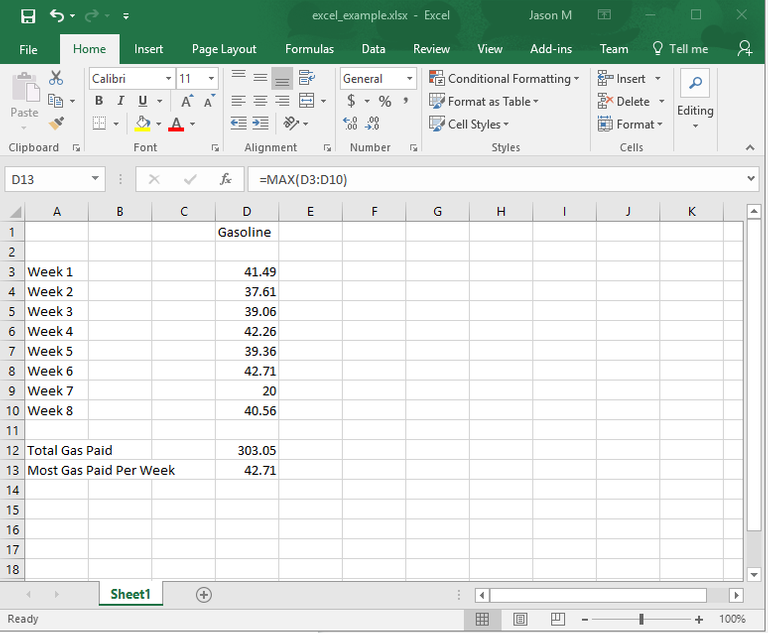 excel_example.xlsx - Excel Jason M
File Home Insert Page Layout Formulas Data Review View Add-ins Team Tell me
Calibri 11 General Conditional Formatting Insert
Paste B I U A A $ % , Format as Table Delete Editing
A Cell Styles Format
Clipboard Font Alignment Number Styles Cells
D13 fx =MAX(D3:D10)
A B C D E F G H I J K
1 Gasoline
2
3 Week 1 41.49
4 Week 2 37.61
5 Week 3 39.06
6 Week 4 42.26
7 Week 5 39.36
8 Week 6 42.71
9 Week 7 20
10 Week 8 40.56
11
12 Total Gas Paid 303.05
13 Most Gas Paid Per Week 42.71
14
15
16
17
18
Sheet1
Ready 100%